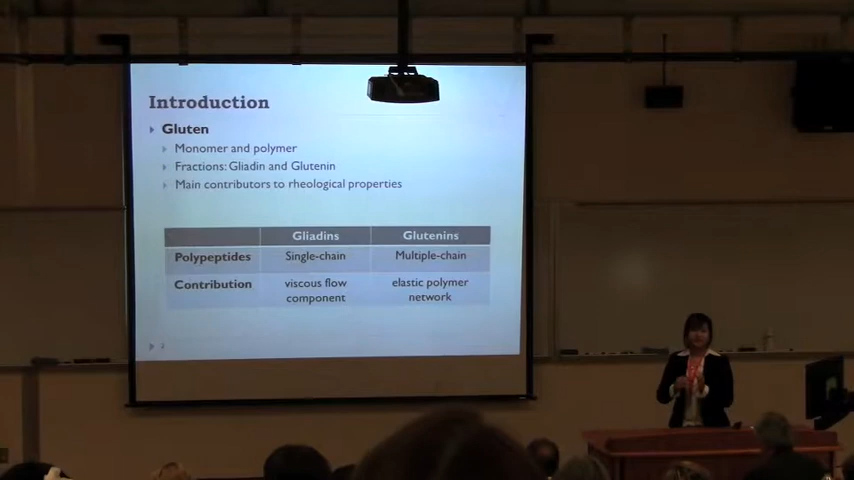 Introduction
Gluten
Monomer and polymer
Fractions: Gliadin and Glutenin
Main contributors to rheological properties
Gliadins Glutenins
Polypeptides Single-chain Multiple-chain
Contribution viscous flow component elastic polymer network
2